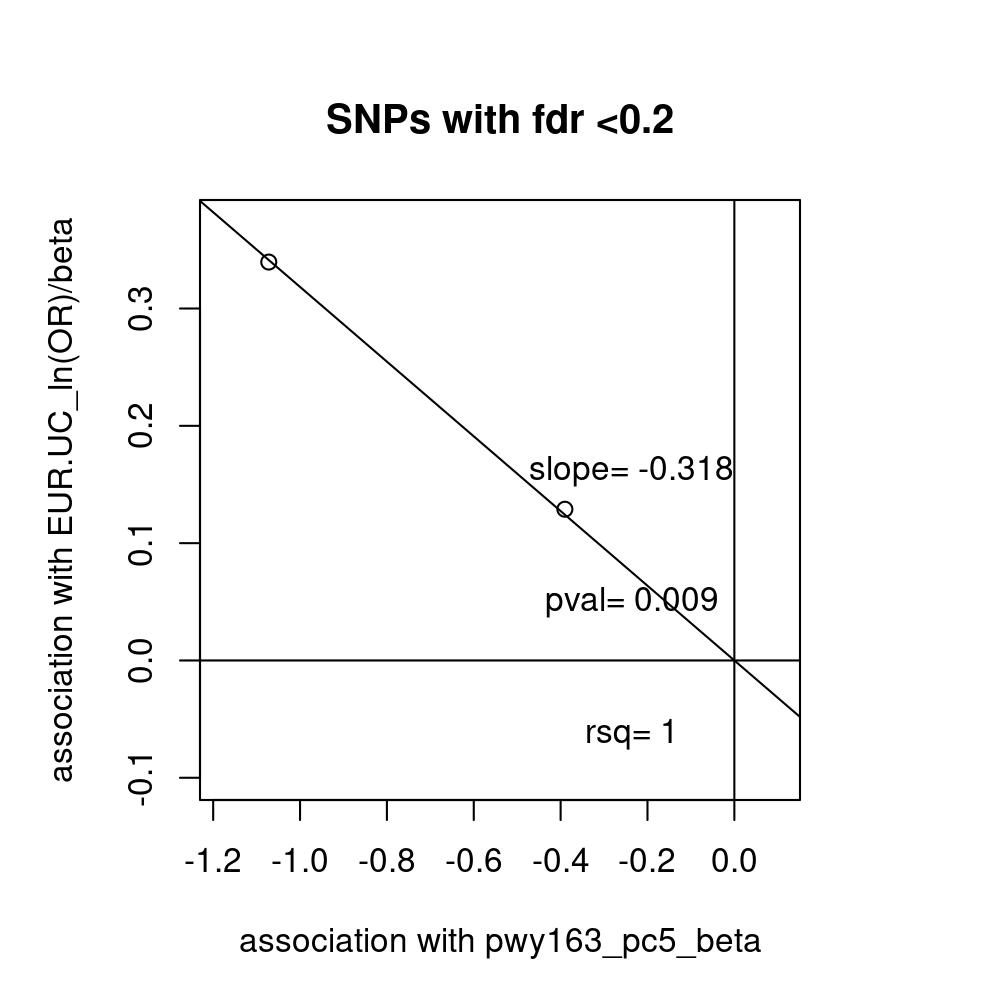 SNPs with fdr <0.2
association with EUR.UC_ln(OR)/beta
0.3
0.2
0.1
0.0
-0.1
slope= -0.318
pval= 0.009
rsq= 1
-1.2 -1.0 -0.8 -0.6 -0.4 -0.2 0.0
association with pwy163_pc5_beta